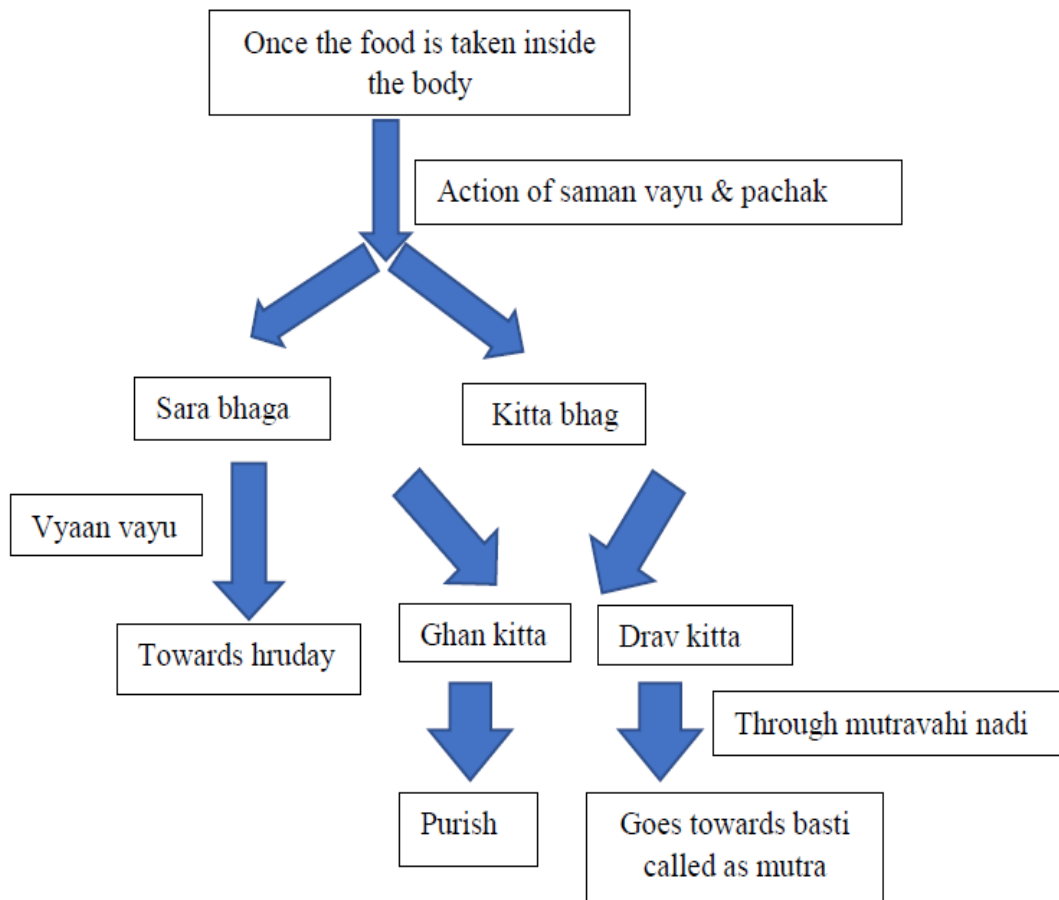 Once the food is taken inside
the body
Action of saman vayu & pachak
Sara bhaga
Kitta bhag
Vyaan vayu
Towards hruday
Ghan kitta
Drav kitta
Through mutravahi nadi
Purish
Goes towards basti
called as mutra